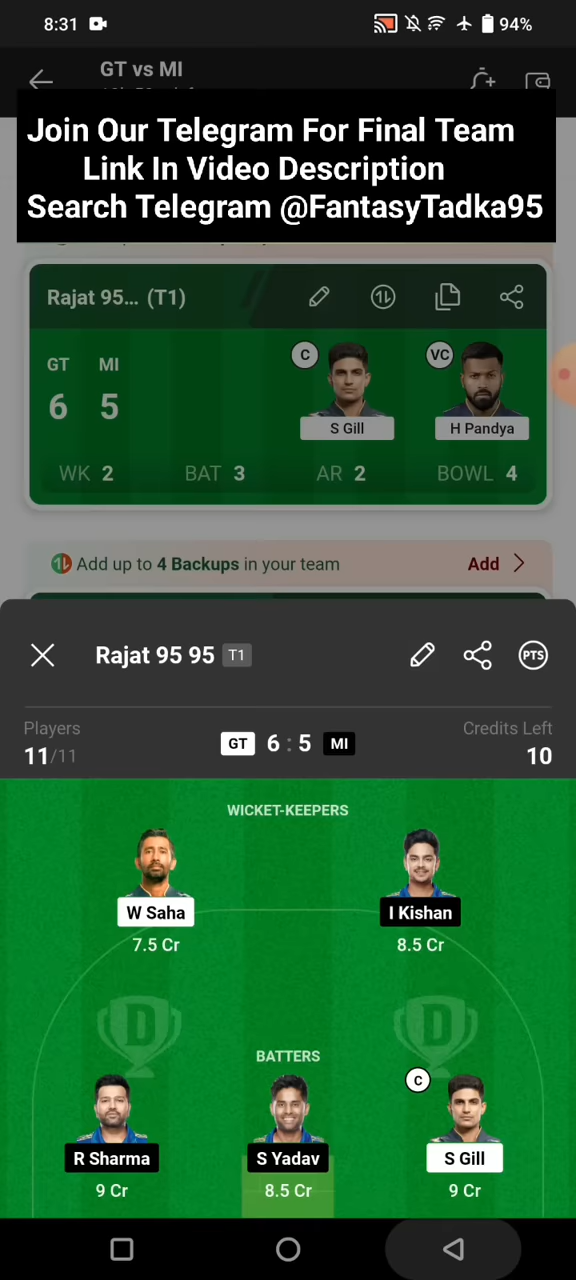 8:31
94%
GT vs MI
Join Our Telegram For Final Team
Link In Video Description
Search Telegram @FantasyTadka95
Rajat 95... (T1)
GT MI
6 5
C
VC
S Gill
H Pandya
WK 2 BAT 3 AR 2 BOWL 4
Add up to 4 Backups in your team
Add
Rajat 95 95 T1
PTS
Players
11/11
GT 6 : 5 MI
Credits Left
10
WICKET-KEEPERS
W Saha
I Kishan
7.5 Cr
8.5 Cr
D
D
BATTERS
C
R Sharma
S Yadav
S Gill
9 Cr
8.5 Cr
9 Cr